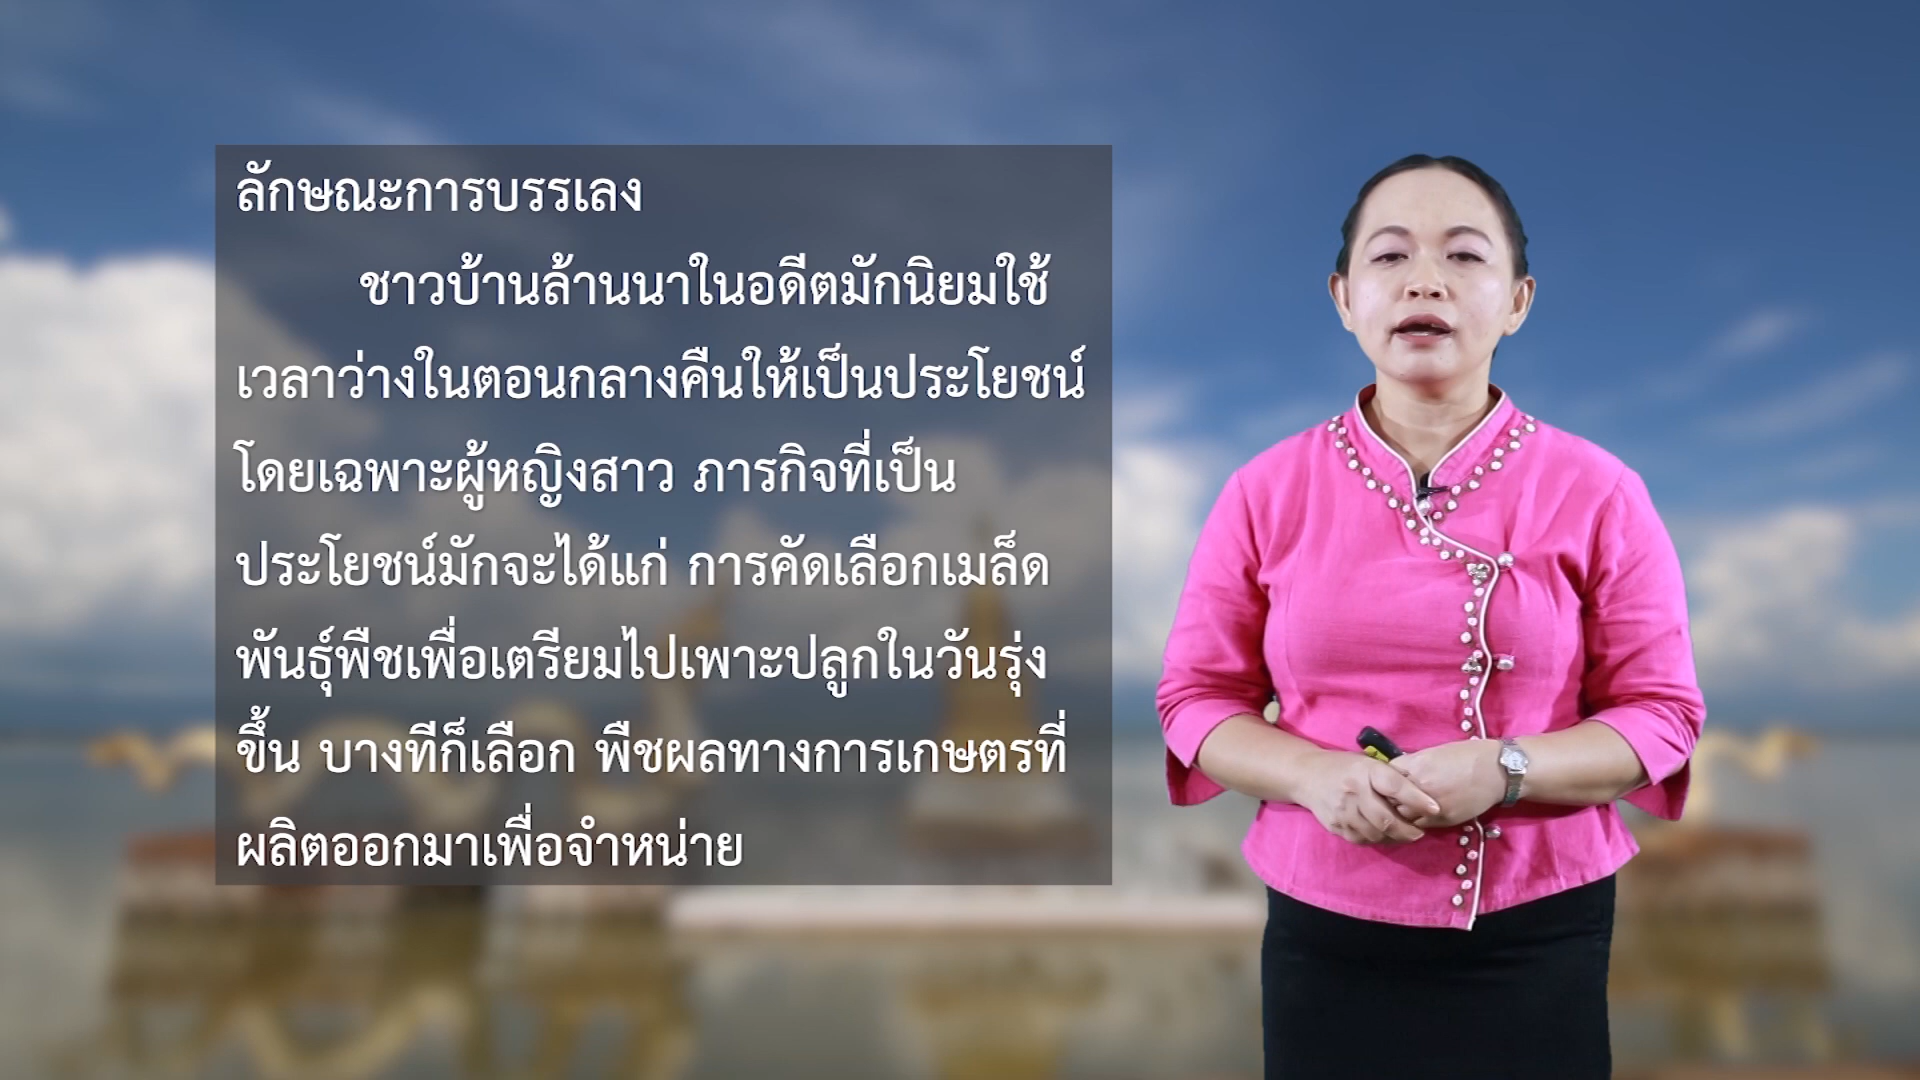 ลักษณะการบรรเลง
ชาวบ้านล้านนาในอดีตมักนิยมใช้
เวลาว่างในตอนกลางคืนให้เป็นประโยชน์
โดยเฉพาะผู้หญิงสาว ภารกิจที่เป็น
ประโยชน์มักจะได้แก่ การคัดเลือกเมล็ด
พันธุ์พืชเพื่อเตรียมไปเพาะปลูกในวันรุ่ง
ขึ้น บางทีก็เลือก พืชผลทางการเกษตรที่
ผลิตออกมาเพื่อจำหน่าย